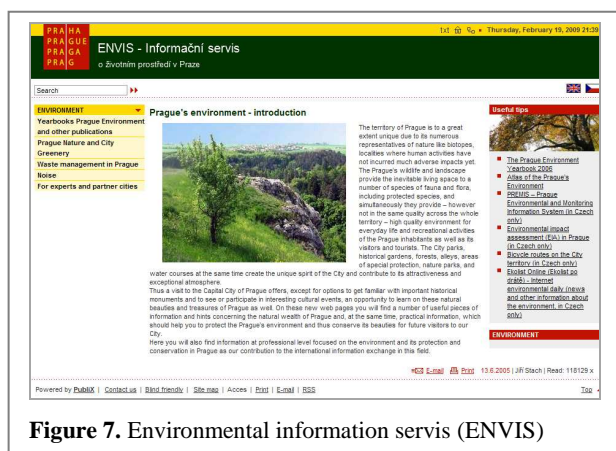 PRAHA
PRAGUE
PRAGA
PRAG
txt
Thursday, February 19, 2009 21:39
ENVIS - Informační servis
o životním prostředí v Praze
Search
ENVIRONMENT
Yearbooks Prague Environment
and other publications
Prague Nature and City
Greenery
Waste management in Prague
Noise
For experts and partner cities
Prague's environment - introduction
The territory of Prague is to a great
extent unique due to its numerous
representatives of nature like biotopes,
localities where human activities have
not incurred much adverse impacts yet.
The Prague's wildlife and landscape
provide the inevitable living space to a
number of species of fauna and flora,
including protected species, and
simultaneously they provide – however
not in the same quality across the whole
territory – high quality environment for
everyday life and recreational activities
of the Prague inhabitants as well as its
visitors and tourists. The City parks,
historical gardens, forests, alleys, areas
of special protection, nature parks, and
water courses at the same time create the unique spirit of the City and contribute to its attractiveness and
exceptional atmosphere.
Thus a visit to the Capital City of Prague offers, except for options to get familiar with important historical
monuments and to see or participate in interesting cultural events, an opportunity to learn on these natural
beauties and treasures of Prague as well. On these new web pages you will find a number of useful pieces of
information and hints concerning the natural wealth of Prague and, at the same time, practical information, which
should help you to protect the Prague's environment and thus conserve its beauties for future visitors to our
City.
Here you will also find information at professional level focused on the environment and its protection and
conservation in Prague as our contribution to the international information exchange in this field.
E-mail Print 13.6.2005 | Jiří Stach | Read: 118129 x
Useful tips
The Prague Environment
Yearbook 2006
Atlas of the Prague's
Environment
PREMIS – Prague
Environmental and Monitoring
Information System (in Czech
only)
Environmental impact
assessment (EIA) in Prague
(in Czech only)
Bicycle routes on the City
territory (in Czech only)
Ekolist Online (Ekolist po
drátě) - Internet
environmental daily (news
and other information about
the environment, in Czech
only)
ENVIRONMENT
Powered by PubliX | Contact us | Blind friendly | Site map | Acces | Print | E-mail | RSS
Top
Figure 7. Environmental information servis (ENVIS)